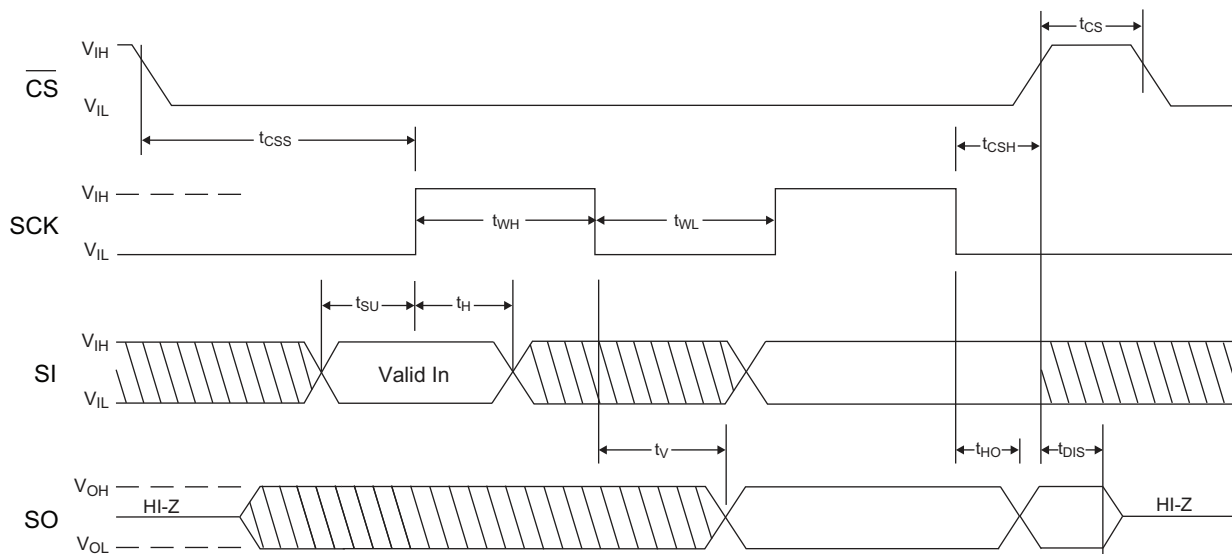 tCS
VIH
CS
VIL
tCSS
tCSH
VIH
SCK
tWH
tWL
VIL
tSU
tH
VIH
SI
Valid In
VIL
tV
tHO
tDIS
VOH
HI-Z
HI-Z
SO
VOL